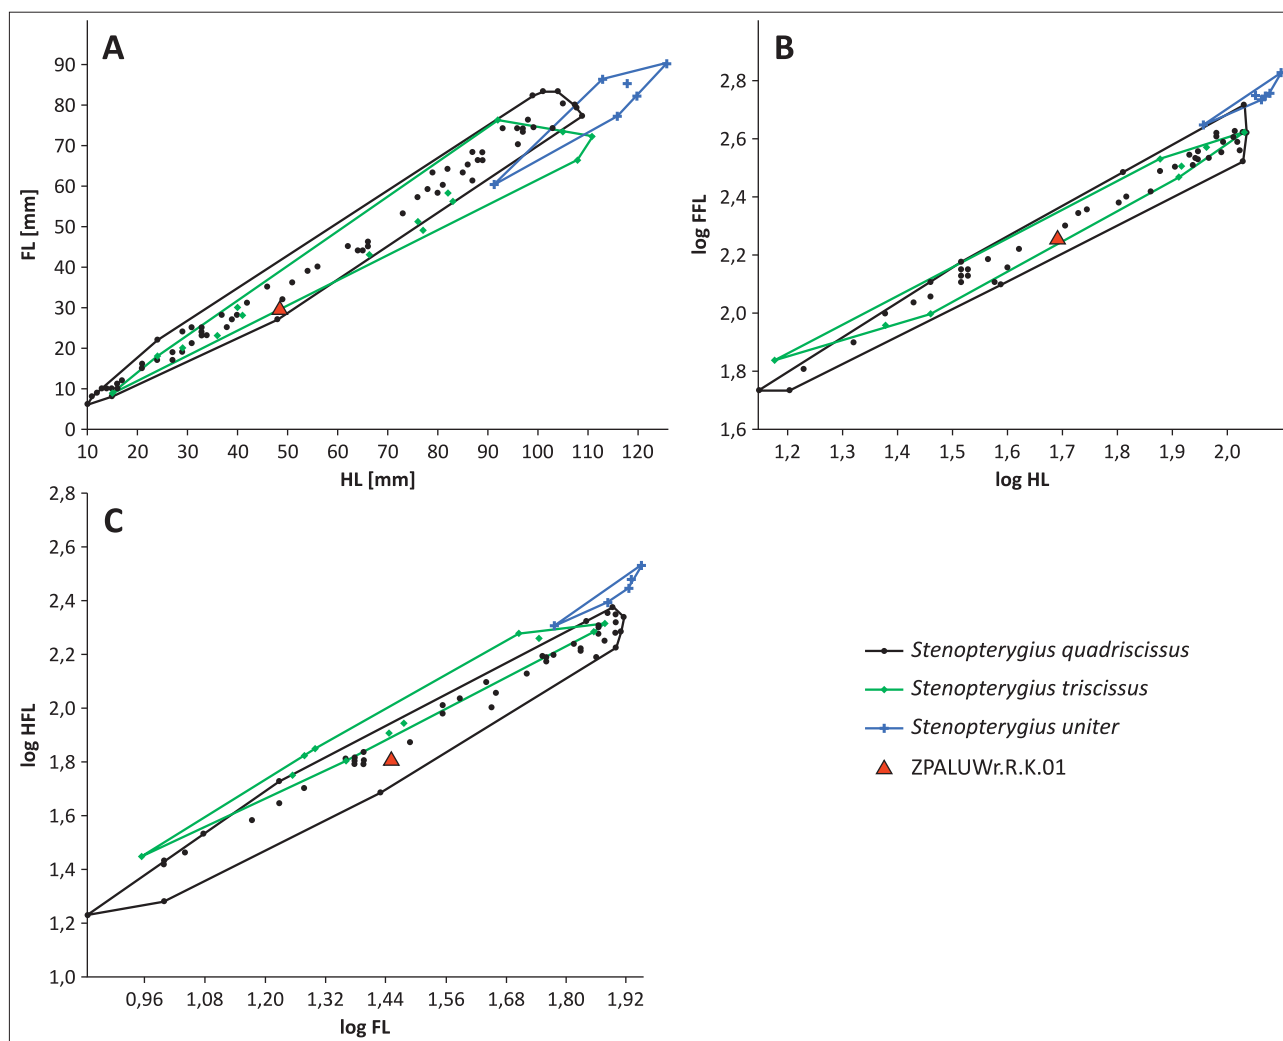 A
FL [mm]
90
80
70
60
50
40
30
20
10
0
10 20 30 40 50 60 70 80 90 100 110 120
HL [mm]
B
log FFL
2,8
2,6
2,4
2,2
2,0
1,8
1,6
1,2 1,3 1,4 1,5 1,6 1,7 1,8 1,9 2,0
log HL
C
log HFL
2,8
2,6
2,4
2,2
2,0
1,8
1,6
1,4
1,2
1,0
0,96 1,08 1,20 1,32 1,44 1,56 1,68 1,80 1,92
log FL
Stenopterygius quadriscissus
Stenopterygius triscissus
Stenopterygius uniter
ZPALUWr.R.K.01